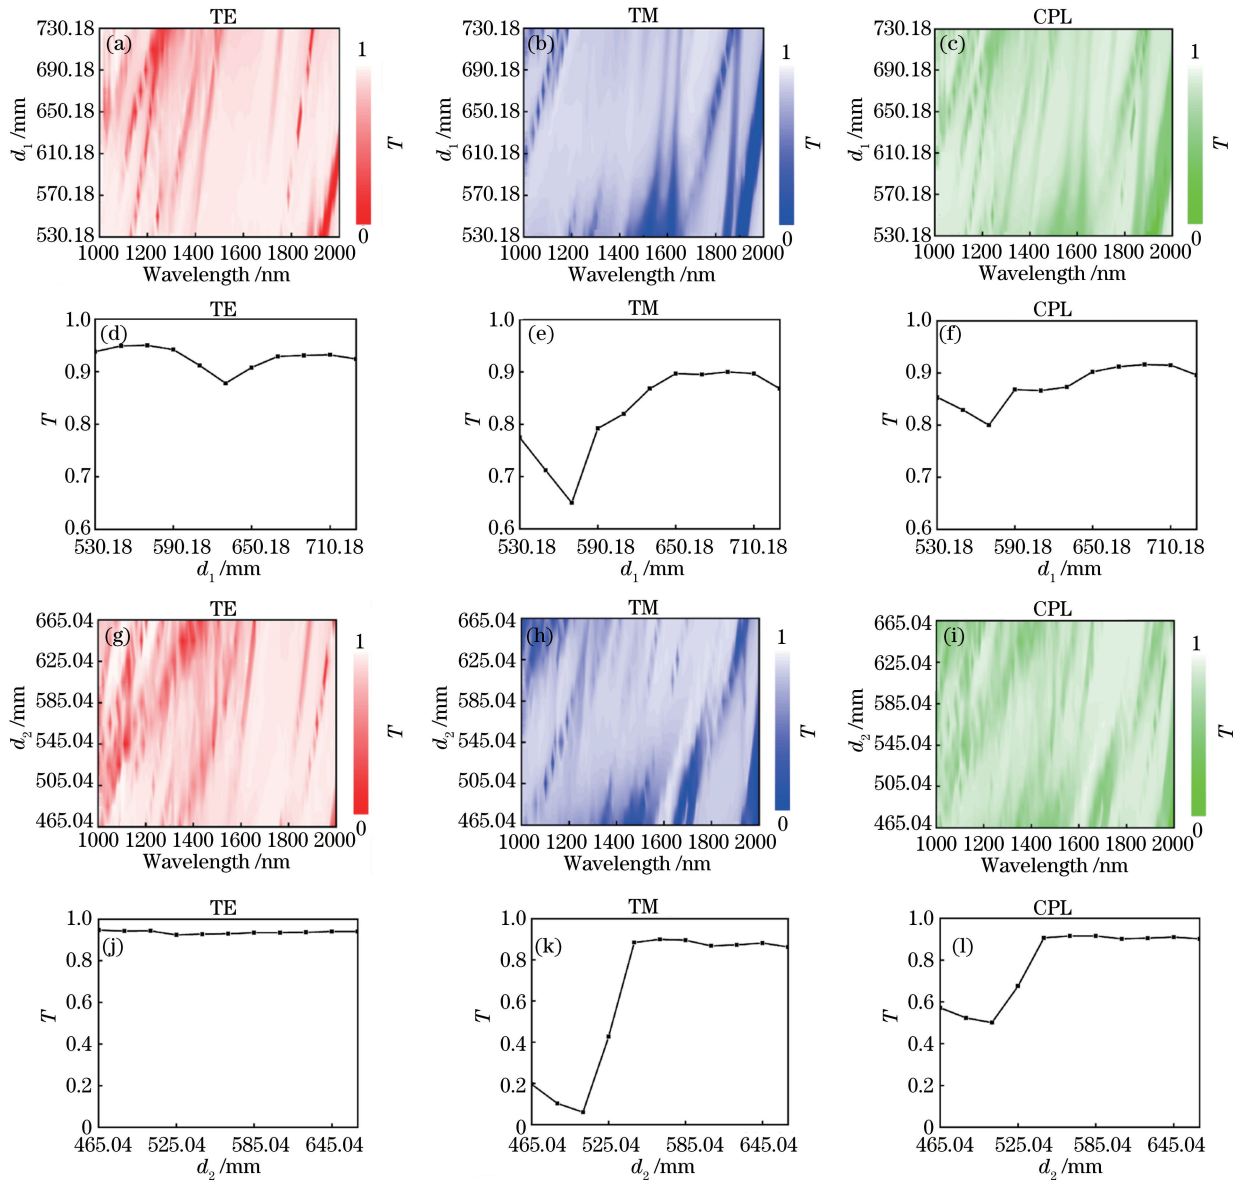 TE
(a)
730.18
690.18
650.18
610.18
570.18
530.18
d1 /mm
1000 1200 1400 1600 1800 2000
Wavelength /nm
1
T
0
TM
(b)
730.18
690.18
650.18
610.18
570.18
530.18
d1 /mm
1000 1200 1400 1600 1800 2000
Wavelength /nm
1
T
0
CPL
(c)
730.18
690.18
650.18
610.18
570.18
530.18
d1 /mm
1000 1200 1400 1600 1800 2000
Wavelength /nm
1
T
0
TE
(d)
1.0
0.9
0.8
0.7
0.6
T
530.18 590.18 650.18 710.18
d1 /mm
TM
(e)
1.0
0.9
0.8
0.7
0.6
T
530.18 590.18 650.18 710.18
d1 /mm
CPL
(f)
1.0
0.9
0.8
0.7
0.6
T
530.18 590.18 650.18 710.18
d1 /mm
TE
(g)
665.04
625.04
585.04
545.04
505.04
465.04
d2 /mm
1000 1200 1400 1600 1800 2000
Wavelength /nm
1
T
0
TM
(h)
665.04
625.04
585.04
545.04
505.04
465.04
d2 /mm
1000 1200 1400 1600 1800 2000
Wavelength /nm
1
T
0
CPL
(i)
665.04
625.04
585.04
545.04
505.04
465.04
d2 /mm
1000 1200 1400 1600 1800 2000
Wavelength /nm
1
T
0
TE
(j)
1.0
0.8
0.6
0.4
0.2
0
T
465.04 525.04 585.04 645.04
d2 /mm
TM
(k)
1.0
0.8
0.6
0.4
0.2
0
T
465.04 525.04 585.04 645.04
d2 /mm
CPL
(l)
1.0
0.8
0.6
0.4
0.2
0
T
465.04 525.04 585.04 645.04
d2 /mm